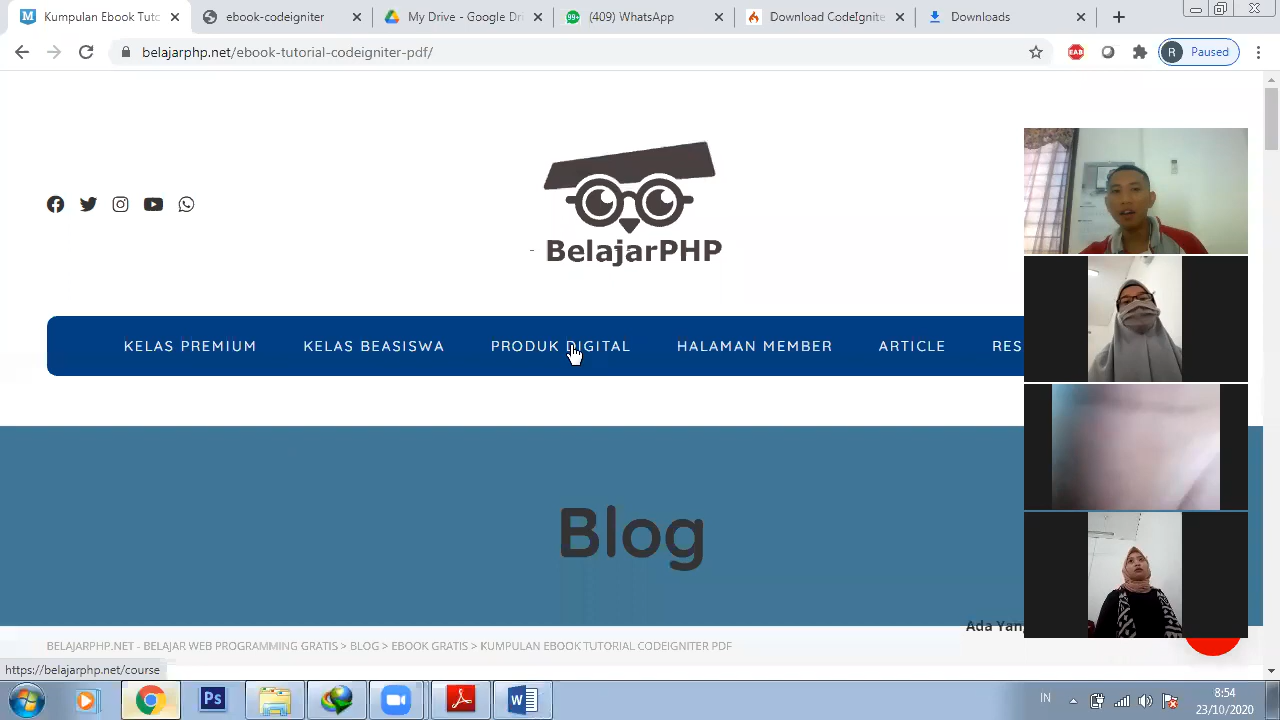 Kumpulan Ebook Tuto
ebook-codeigniter
My Drive - Google Dri
(409) WhatsApp
Download CodeIgnite
Downloads
belajarphp.net/ebook-tutorial-codeigniter-pdf/
EAB
R
Paused
BelajarPHP
KELAS PREMIUM
KELAS BEASISWA
PRODUK DIGITAL
HALAMAN MEMBER
ARTICLE
RES
Blog
Ada Yan
BELAJARPHP.NET - BELAJAR WEB PROGRAMMING GRATIS > BLOG > EBOOK GRATIS > KUMPULAN EBOOK TUTORIAL CODEIGNITER PDF
https://belajarphp.net/course
Ps
IN
8:54
23/10/2020